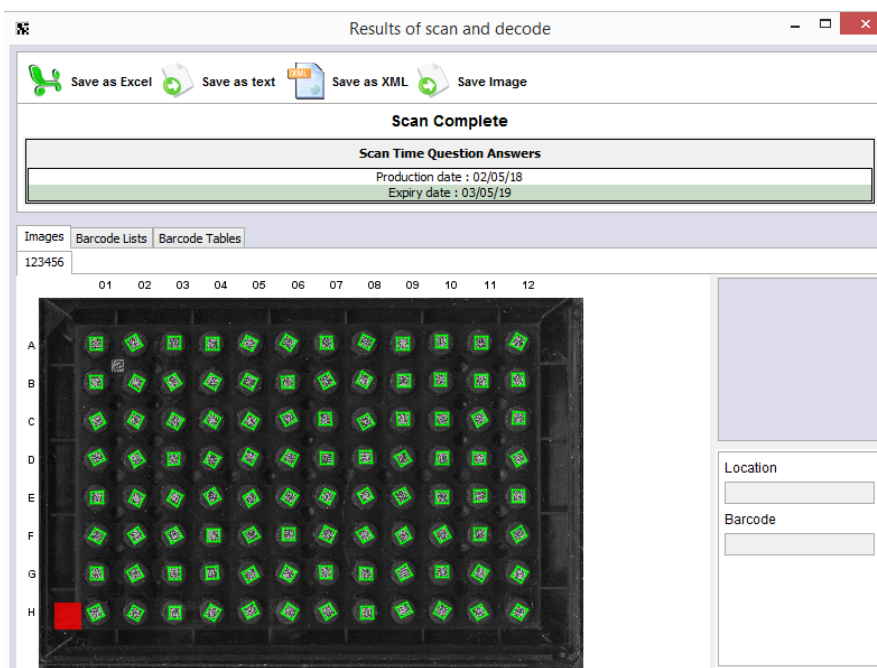 Results of scan and decode
Save as Excel Save as text XML Save as XML Save Image
Scan Complete
Scan Time Question Answers
Production date : 02/05/18
Expiry date : 03/05/19
Images Barcode Lists Barcode Tables
123456
01 02 03 04 05 06 07 08 09 10 11 12
A
B
C
D
E
F
G
H
Location
Barcode